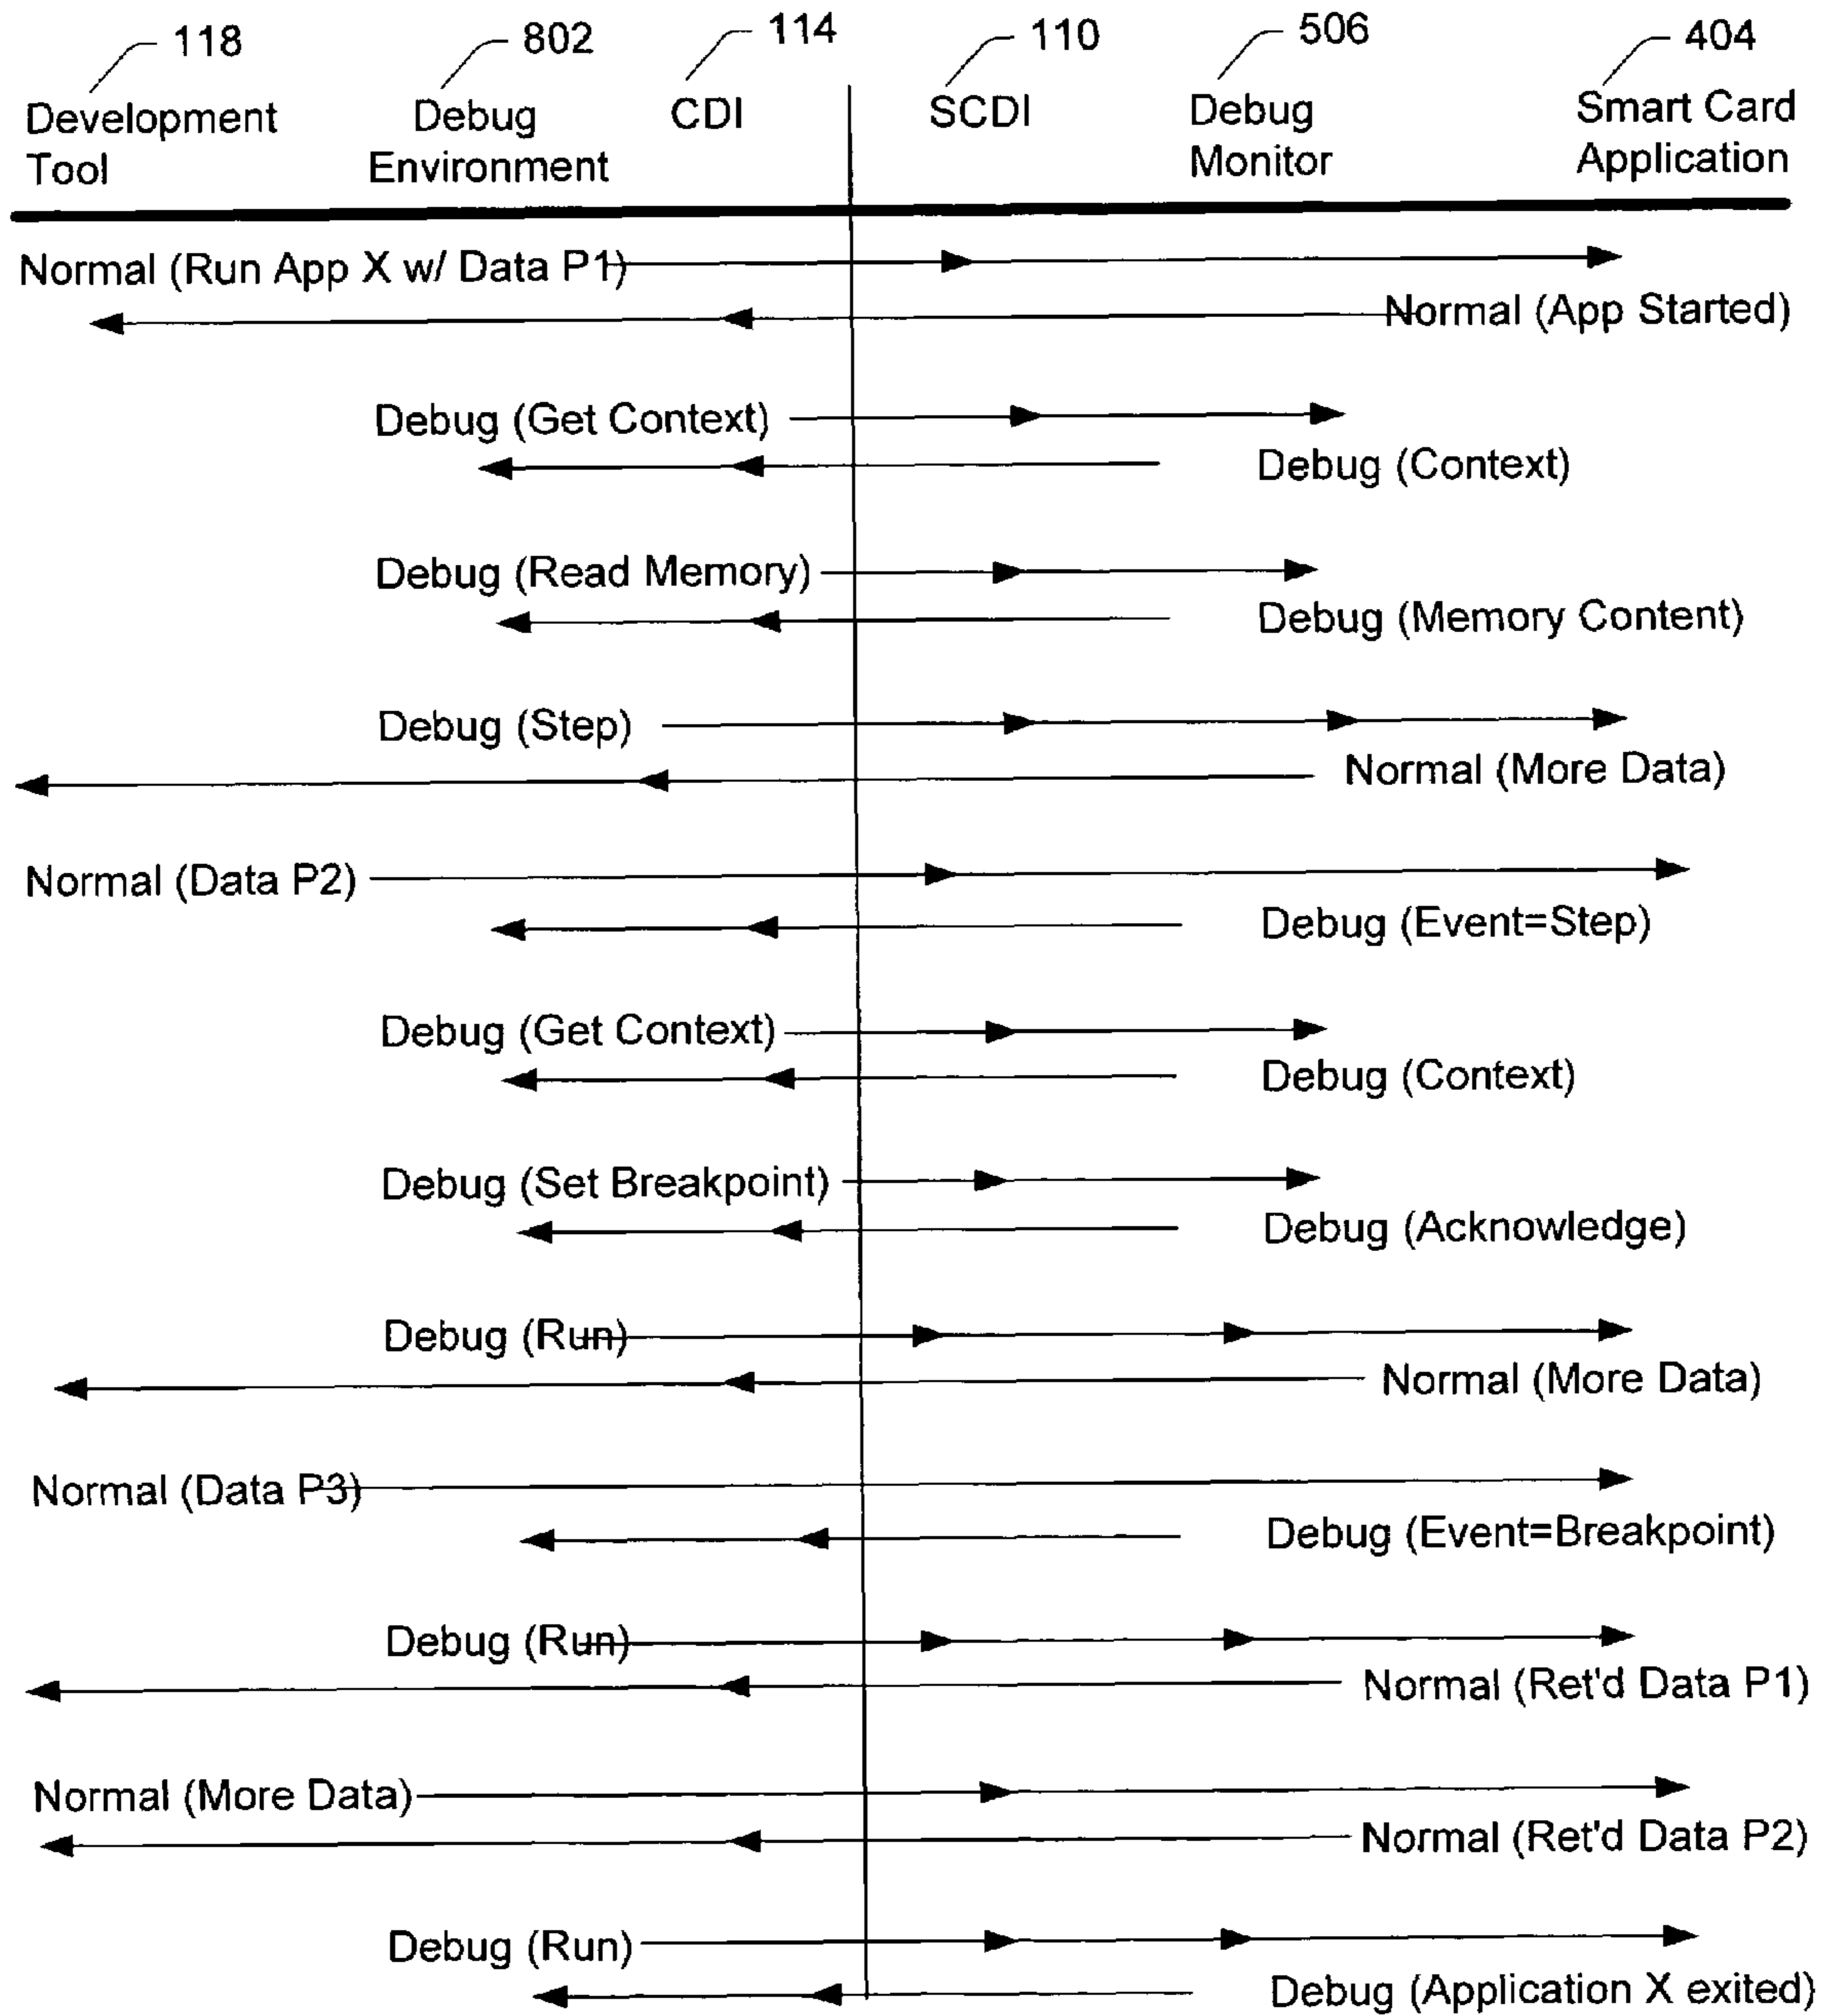 118
802
114
110
506
404
Development
Tool
Debug
Environment
CDI
SCDI
Debug
Monitor
Smart Card
Application
Normal (Run App X w/ Data P1)
Normal (App Started)
Debug (Get Context)
Debug (Context)
Debug (Read Memory)
Debug (Memory Content)
Debug (Step)
Normal (More Data)
Normal (Data P2)
Debug (Event=Step)
Debug (Get Context)
Debug (Context)
Debug (Set Breakpoint)
Debug (Acknowledge)
Debug (Run)
Normal (More Data)
Normal (Data P3)
Debug (Event=Breakpoint)
Debug (Run)
Normal (Ret'd Data P1)
Normal (More Data)
Normal (Ret'd Data P2)
Debug (Run)
Debug (Application X exited)